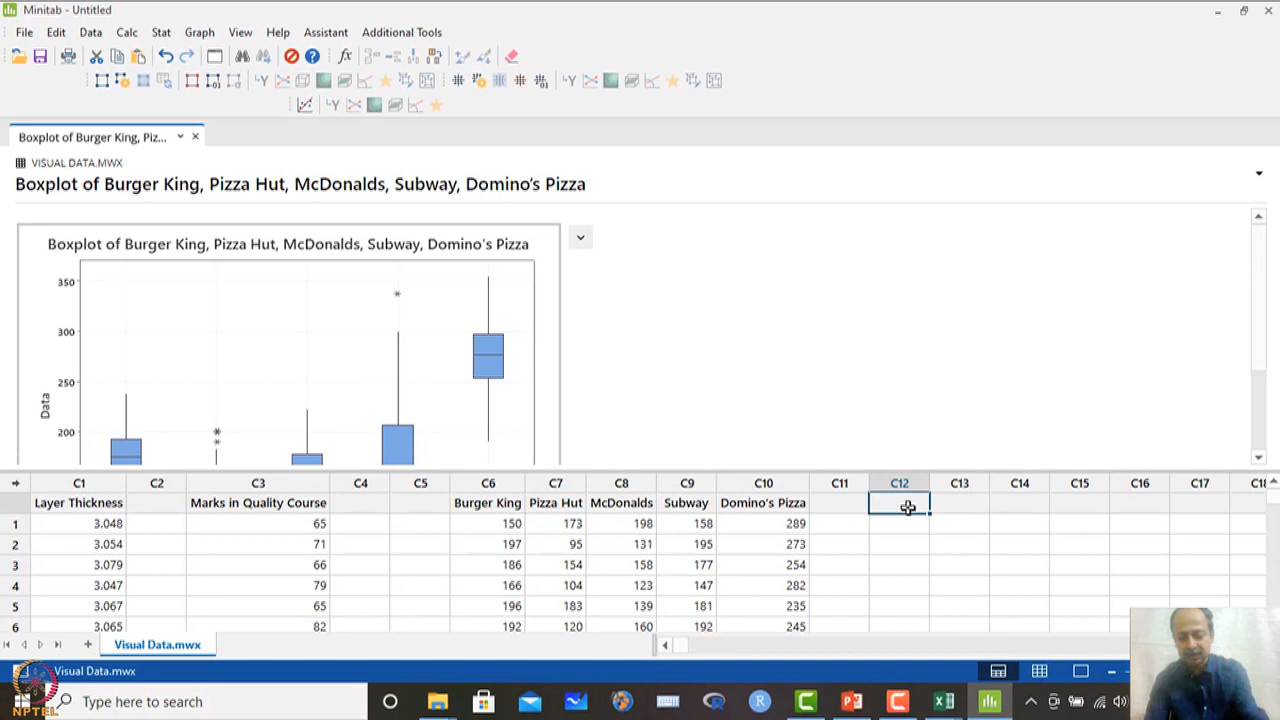 Minitab - Untitled
File Edit Data Calc Stat Graph View Help Assistant Additional Tools
Boxplot of Burger King, Piz...
VISUAL DATA.MWX
Boxplot of Burger King, Pizza Hut, McDonalds, Subway, Domino's Pizza
Boxplot of Burger King, Pizza Hut, McDonalds, Subway, Domino's Pizza
350
300
250
200
Data
C1 C2 C3 C4 C5 C6 C7 C8 C9 C10 C11 C12 C13 C14 C15 C16 C17 C18
Layer Thickness Marks in Quality Course Burger King Pizza Hut McDonalds Subway Domino's Pizza
1 3.048 65 150 173 198 158 289
2 3.054 71 197 95 131 195 273
3 3.079 66 186 154 158 177 254
4 3.047 79 166 104 123 147 282
5 3.067 65 196 183 139 181 235
6 3.065 82 192 120 160 192 245
Visual Data.mwx
Visual Data.mwx
Type here to search
NPTEL